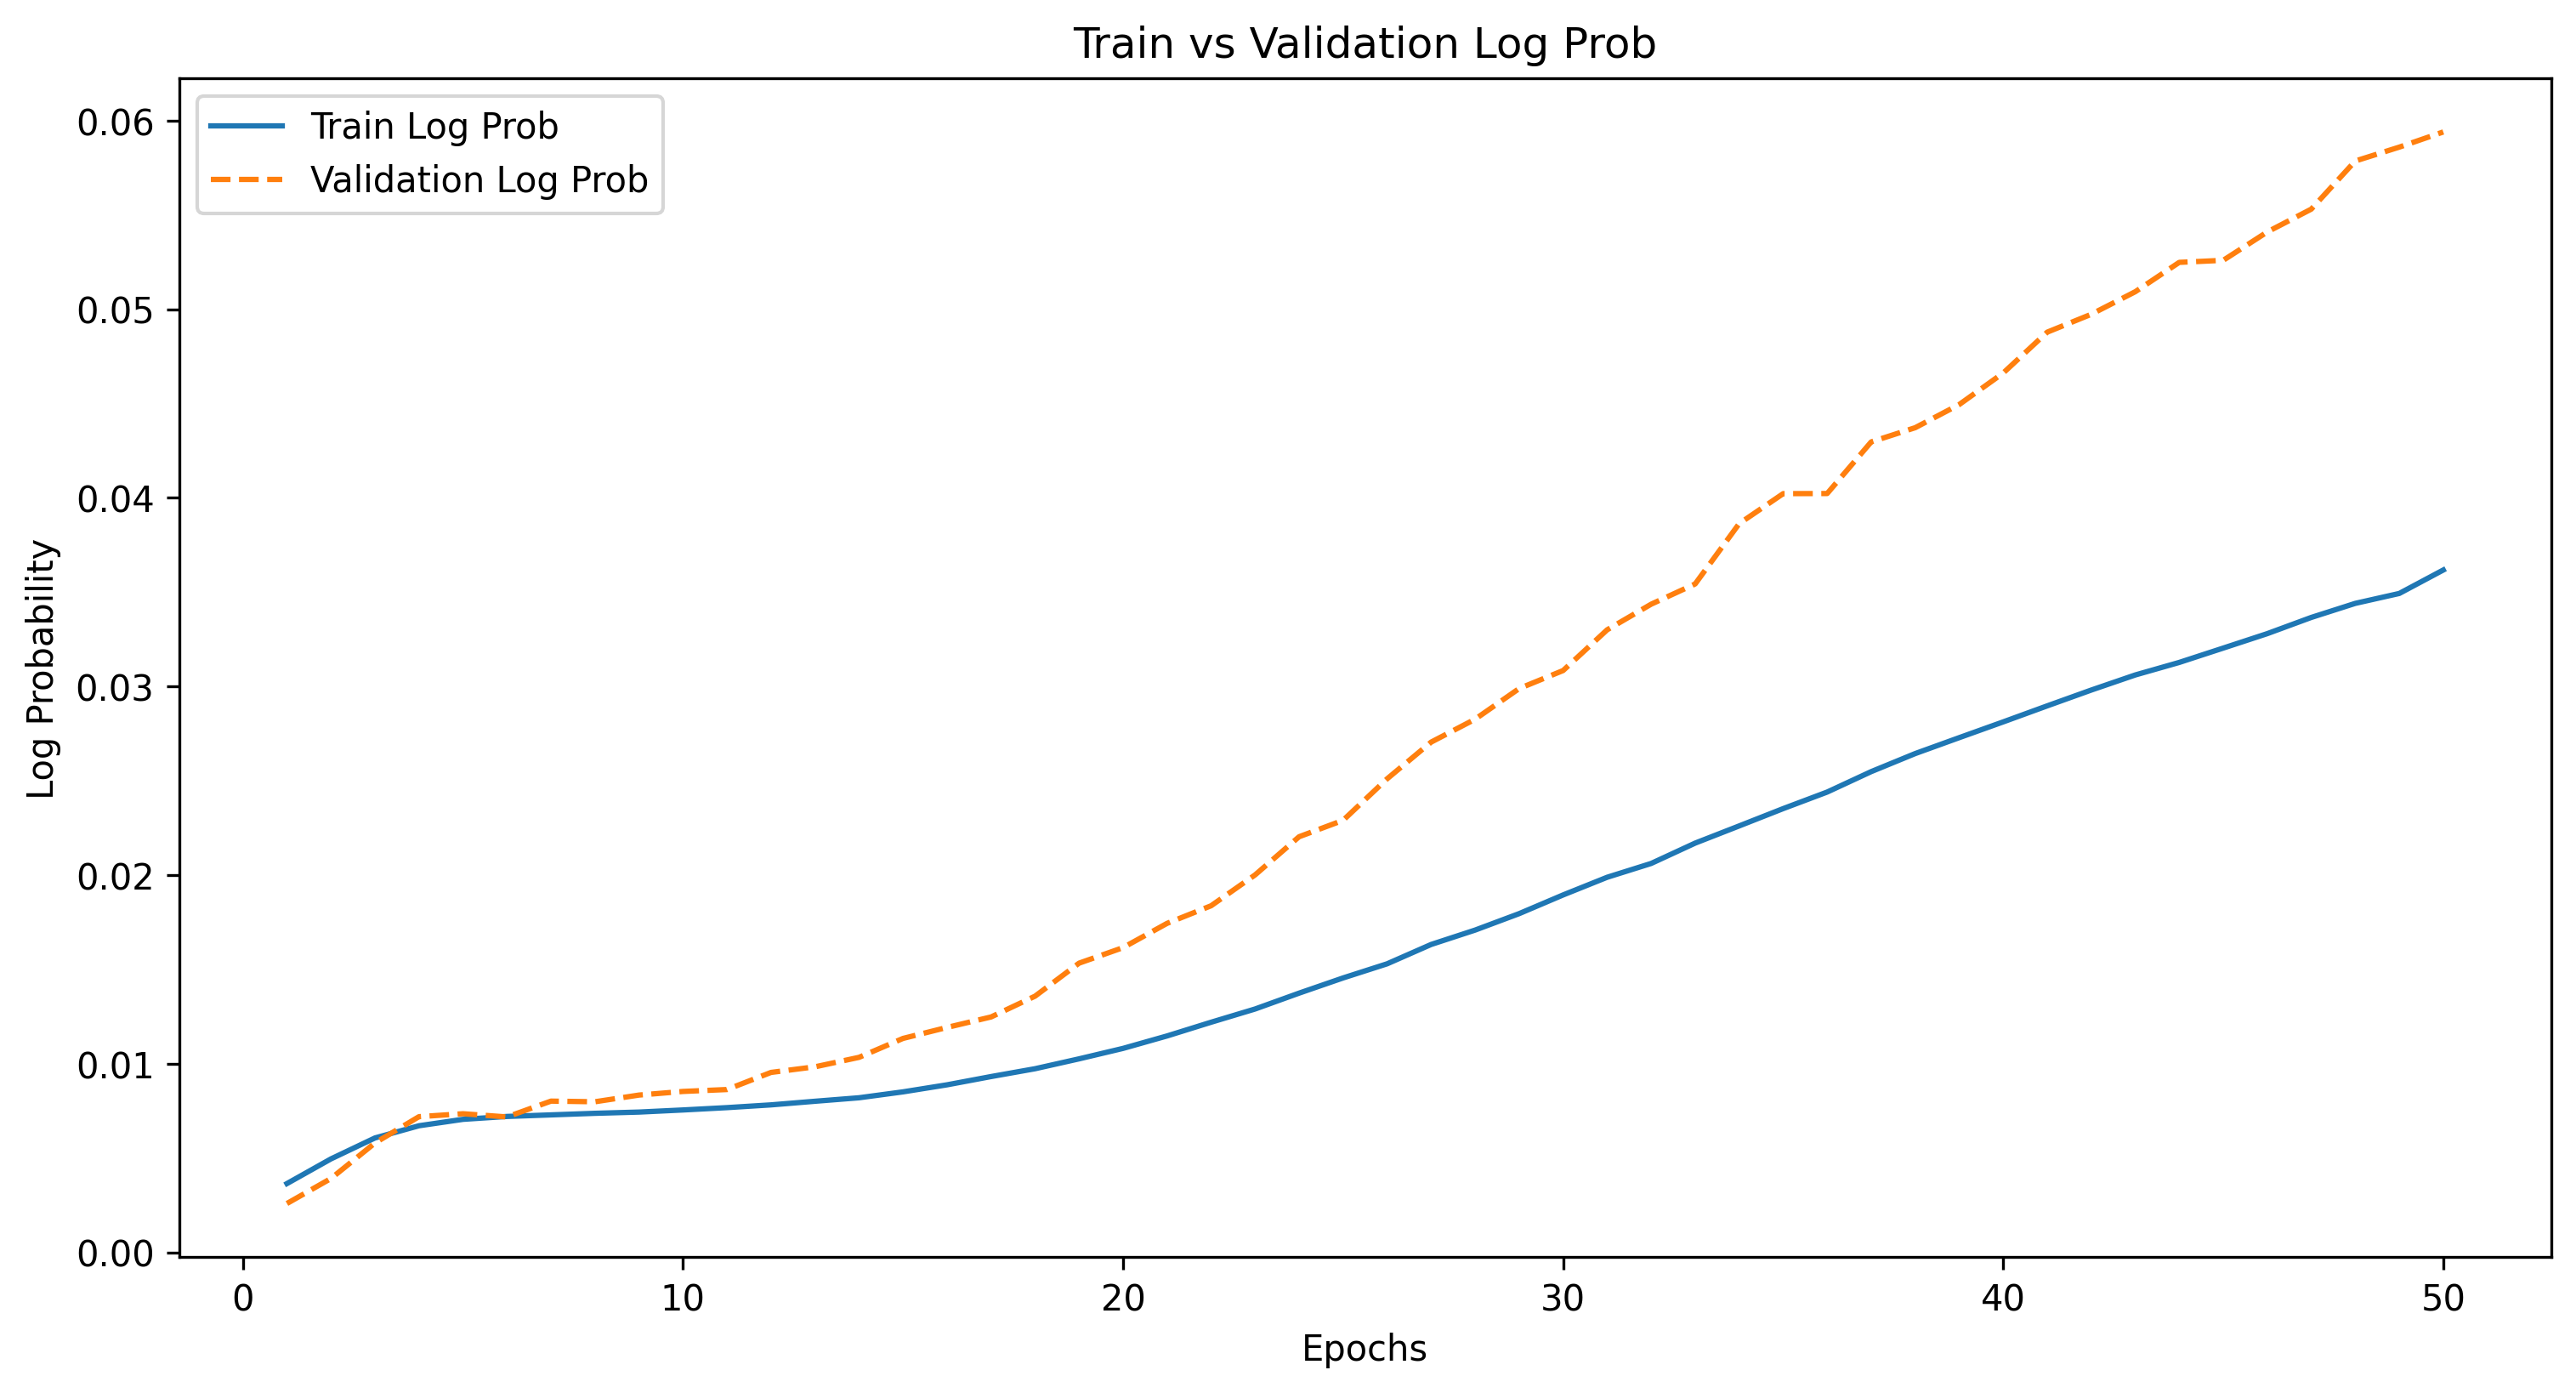 Train vs Validation Log Prob
Train Log Prob
Validation Log Prob
0.06
0.05
0.04
0.03
0.02
0.01
0.00
Log Probability
0 10 20 30 40 50
Epochs